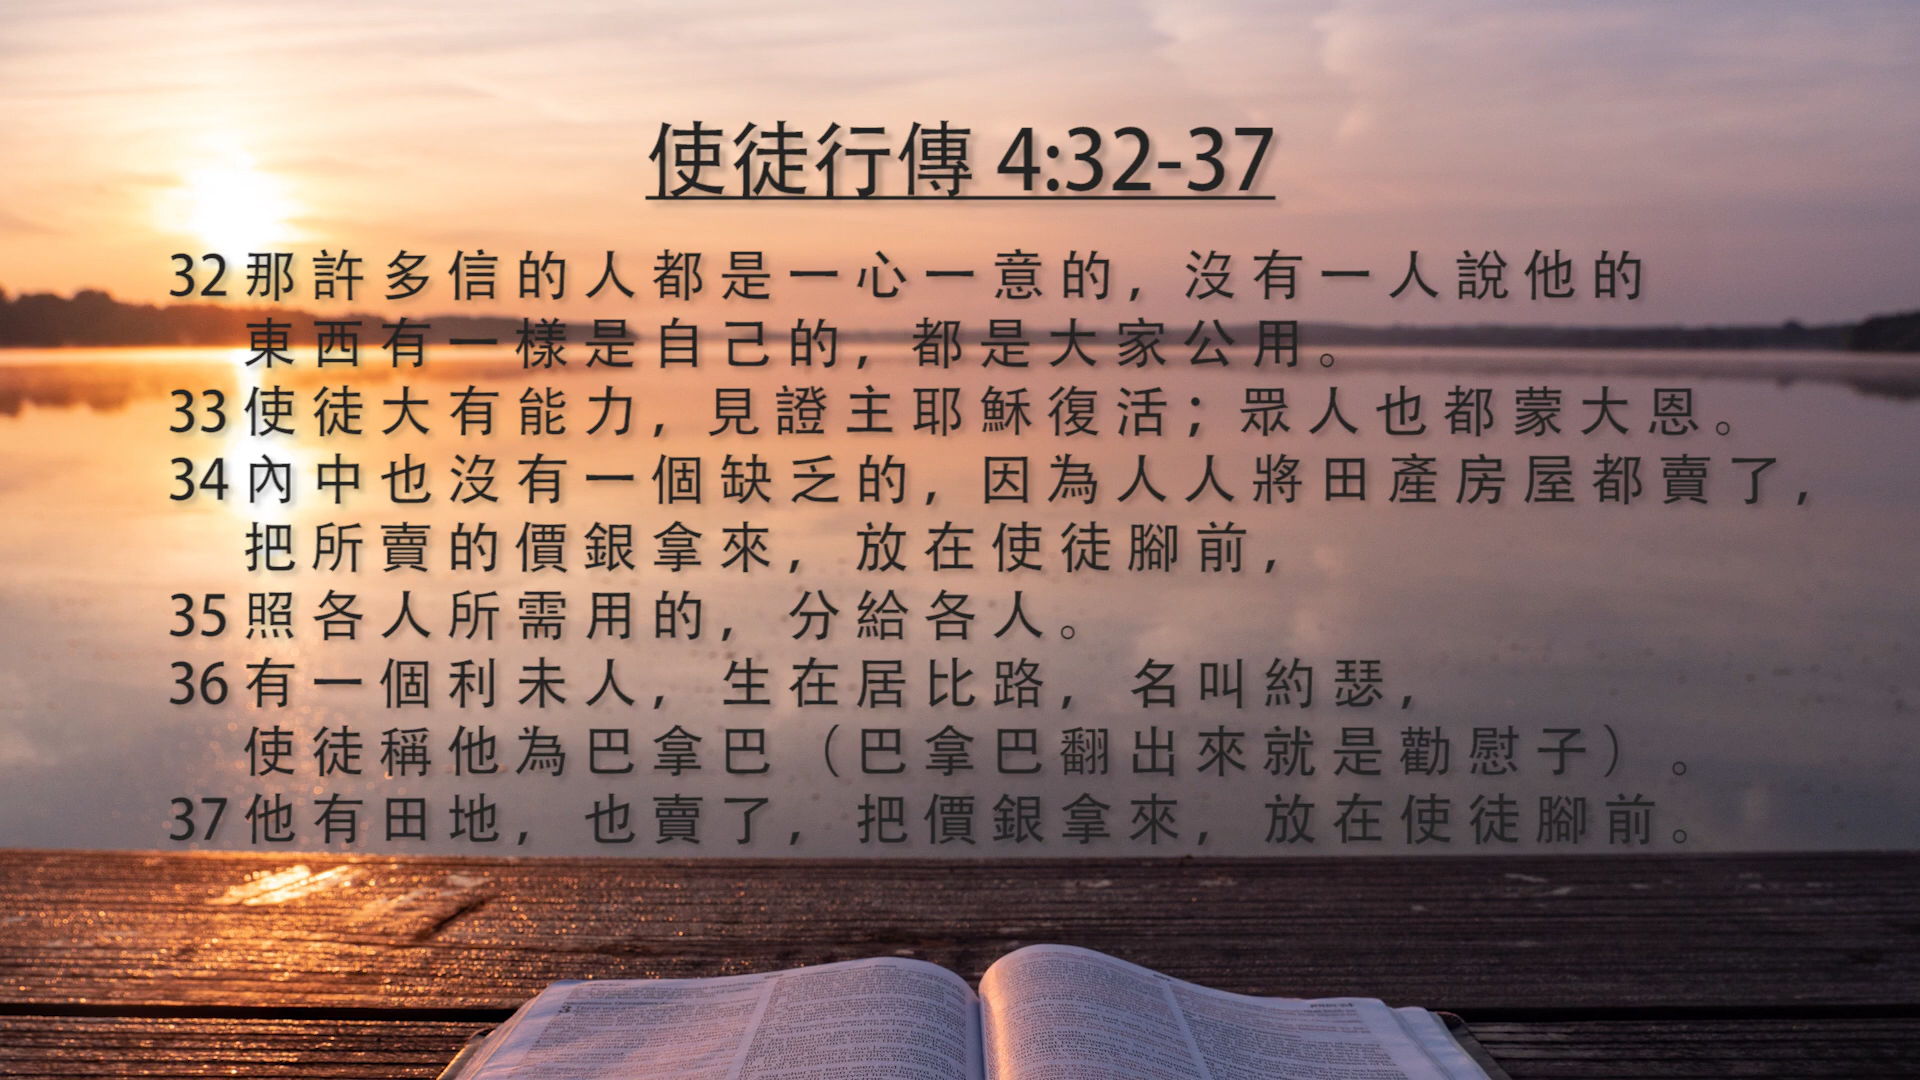 使徒行傳 4:32-37
32 那許多信的人都是一心一意的，沒有一人說他的
東西有一樣是自己的，都是大家公用。
33 使徒大有能力，見證主耶穌復活；眾人也都蒙大恩。
34 內中也沒有一個缺乏的，因為人人將田產房屋都賣了，
把所賣的價銀拿來，放在使徒腳前，
35 照各人所需用的，分給各人。
36 有一個利未人，生在居比路，名叫約瑟，
使徒稱他為巴拿巴（巴拿巴翻出來就是勸慰子）。
37 他有田地，也賣了，把價銀拿來，放在使徒腳前。